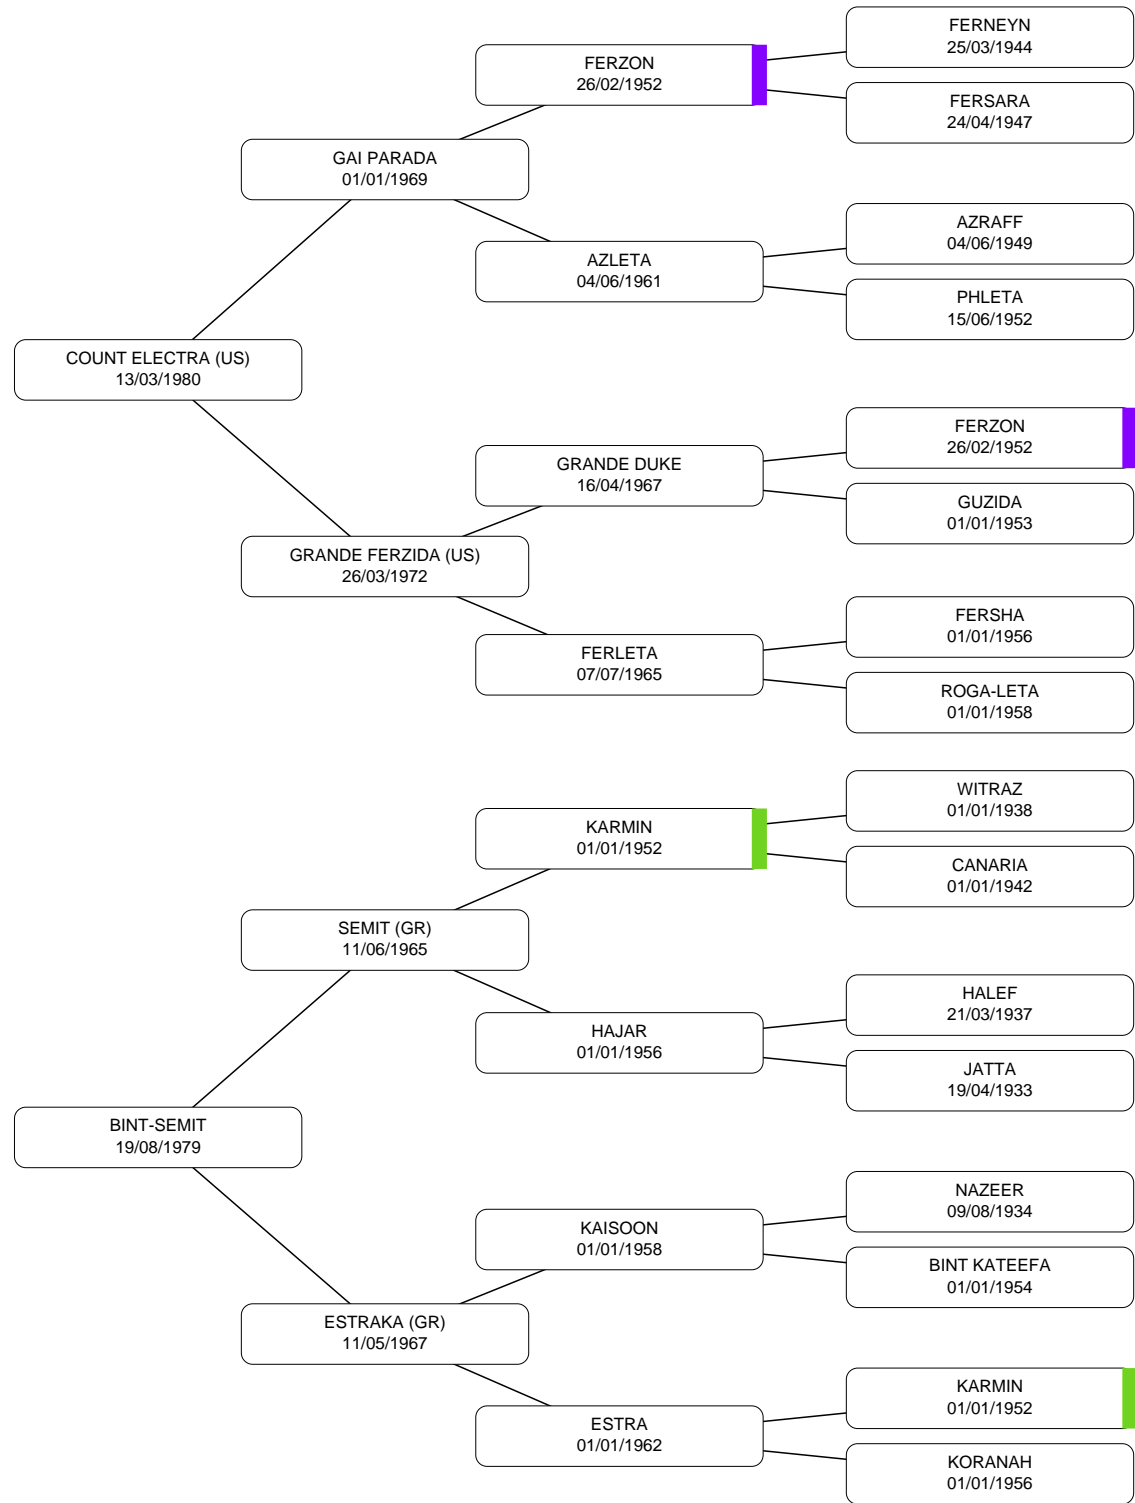 FERNEYN
25/03/1944
FERZON
26/02/1952
FERSARA
24/04/1947
GAI PARADA
01/01/1969
AZRAFF
04/06/1949
AZLETA
04/06/1961
PHLETA
15/06/1952
COUNT ELECTRA (US)
13/03/1980
FERZON
26/02/1952
GRANDE DUKE
16/04/1967
GUZIDA
01/01/1953
GRANDE FERZIDA (US)
26/03/1972
FERSHA
01/01/1956
FERLETA
07/07/1965
ROGA-LETA
01/01/1958
WITRAZ
01/01/1938
KARMIN
01/01/1952
CANARIA
01/01/1942
SEMIT (GR)
11/06/1965
HALEF
21/03/1937
HAJAR
01/01/1956
JATTA
19/04/1933
BINT-SEMIT
19/08/1979
NAZEER
09/08/1934
KAISOON
01/01/1958
BINT KATEEFA
01/01/1954
ESTRAKA (GR)
11/05/1967
KARMIN
01/01/1952
ESTRA
01/01/1962
KORANAH
01/01/1956